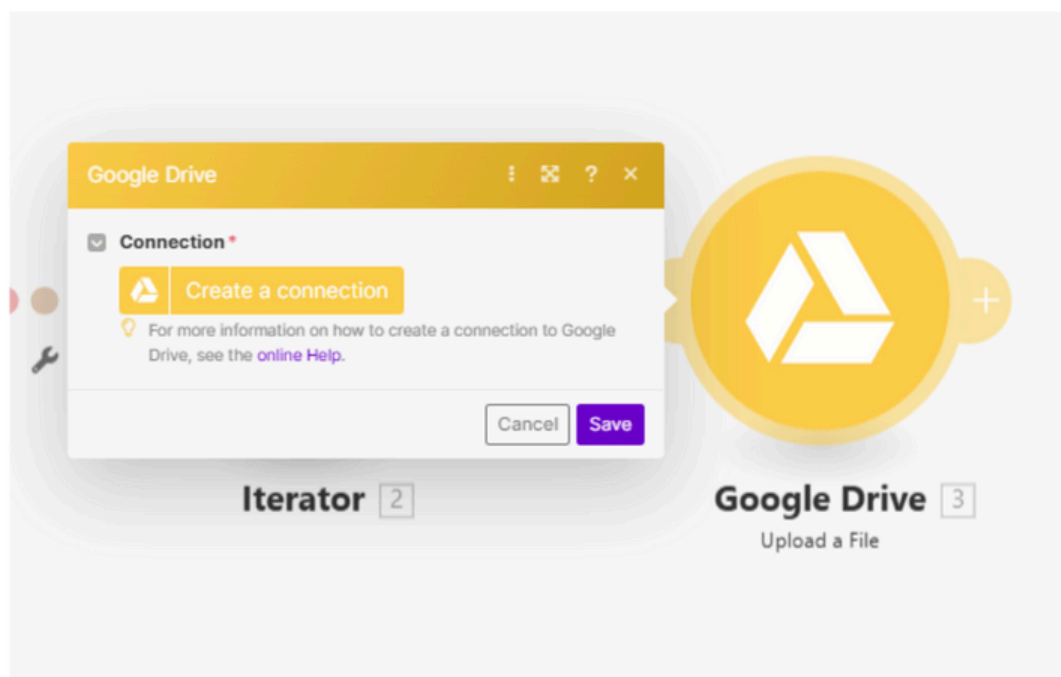 Google Drive ?
Connection *
Create a connection
For more information on how to create a connection to Google
Drive, see the online Help.
Cancel Save
Iterator 2
Google Drive 3
Upload a File